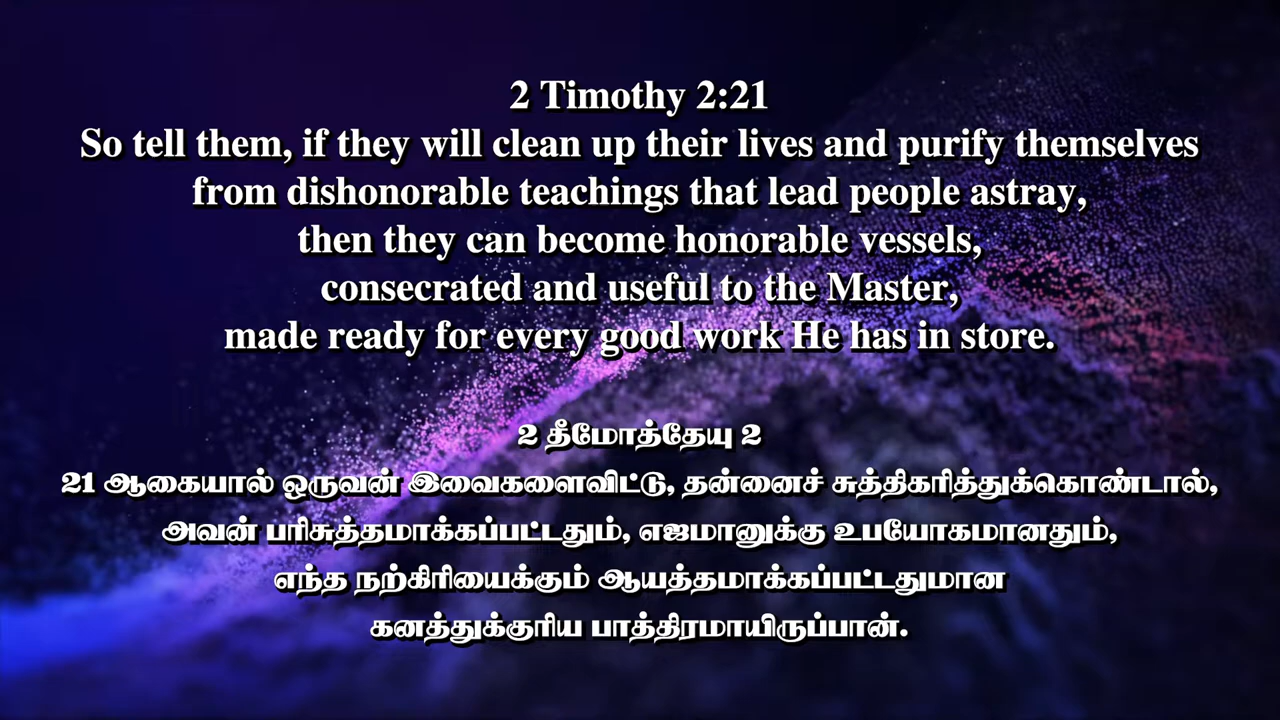 2 Timothy 2:21
So tell them, if they will clean up their lives and purify themselves
from dishonorable teachings that lead people astray,
then they can become honorable vessels,
consecrated and useful to the Master,
made ready for every good work He has in store.
2 தீமோத்தேயு 2
21 ஆகையால் ஒருவன் இவைகளைவிட்டு, தன்னைச் சுத்திகரித்துக்கொண்டால்,
அவன் பரிசுத்தமாக்கப்பட்டதும், எஜமானுக்கு உபயோகமானதும்,
எந்த நற்கிரியைக்கும் ஆயத்தமாக்கப்பட்டதுமான
கனத்துக்குரிய பாத்திரமாயிருப்பான்.